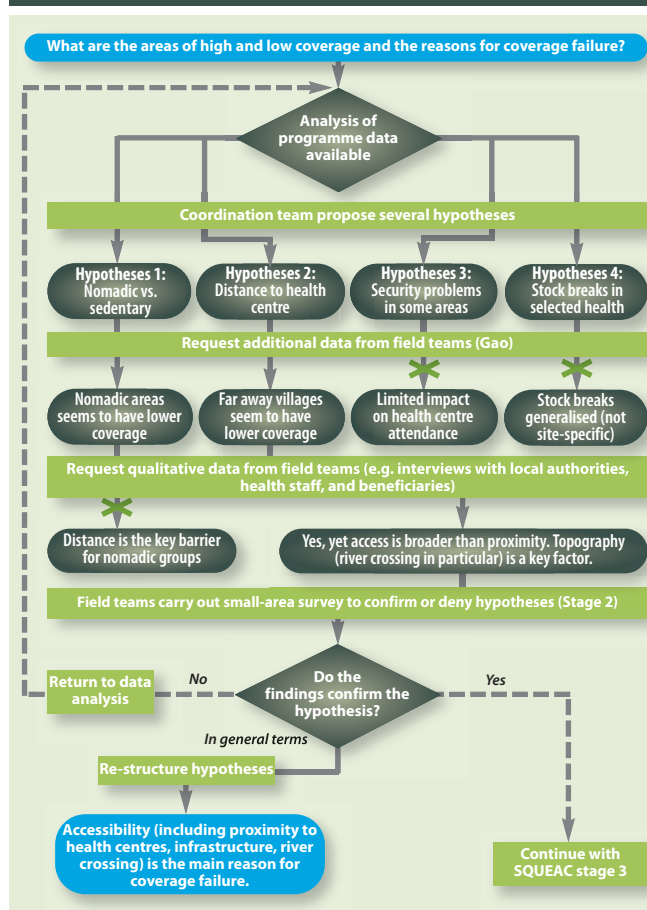 What are the areas of high and low coverage and the reasons for coverage failure?
Analysis of
programme data
available
Coordination team propose several hypotheses
Hypotheses 1:
Nomadic vs.
sedentary
Hypotheses 2:
Distance to health
centre
Hypotheses 3:
Security problems
in some areas
Hypotheses 4:
Stock breaks in
selected health
Request additional data from field teams (Gao)
Nomadic areas
seems to have lower
coverage
Far away villages
seem to have
lower coverage
Limited impact
on health centre
attendance
Stock breaks
generalised (not
site-specific)
Request qualitative data from field teams (e.g. interviews with local authorities,
health staff, and beneficiaries)
Distance is the key barrier
for nomadic groups
Yes, yet access is broader than proximity. Topography
(river crossing in particular) is a key factor.
Field teams carry out small-area survey to confirm or deny hypotheses (Stage 2)
Return to data
analysis
No
Do the
findings confirm the
hypothesis?
Yes
In general terms
Re-structure hypotheses
Accessibility (including proximity to
health centres, infrastructure, river
crossing) is the main reason for
coverage failure.
Continue with
SQUEAC stage 3